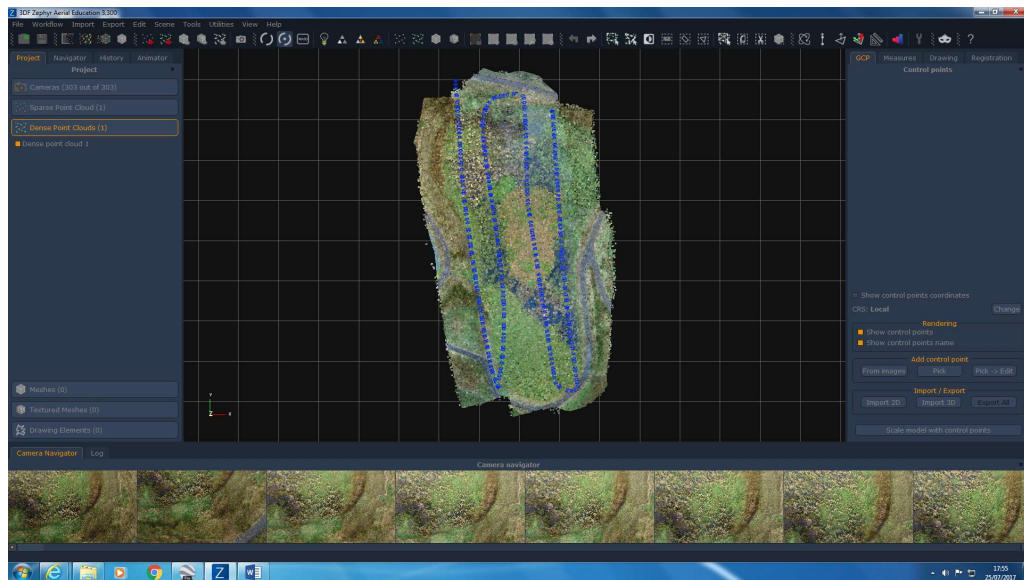 3DF Zephyr Aerial Education 3.300
File Workflow Import Export Edit Scene Tools Utilities View Help
Project Navigator History Animator
Project
Cameras (303 out of 303)
Sparse Point Cloud (1)
Dense Point Clouds (1)
Dense point cloud 1
Meshes (0)
Textured Meshes (0)
Drawing Elements (0)
Y
Z X
GCP Measures Drawing Registration
Control points
Show control points coordinates
CRS: Local Change
Rendering
Show control points
Show control points name
Add control point
From images Pick Pick -> Edit
Import / Export
Import 2D Import 3D Export All
Scale model with control points
Camera Navigator Log
Camera navigator
17:55
25/07/2017